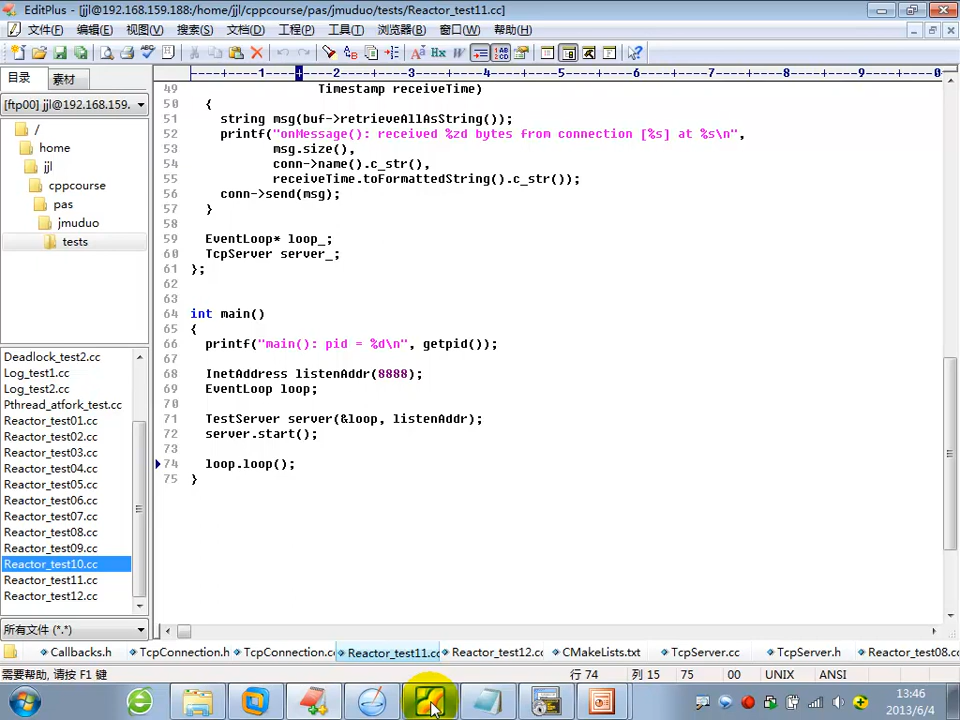 EditPlus - [[jjl@192.168.159.188:/home/jjl/cppcourse/pas/jmuduo/tests/Reactor_test11.cc]
文件(F) 编辑(E) 视图(V) 搜索(S) 文档(D) 工程(P) 工具(T) 浏览器(B) 窗口(W) 帮助(H)
目录 素材
[ftp00] jjl@192.168.159.
/
home
jjl
cppcourse
pas
jmuduo
tests
Deadlock_test2.cc
Log_test1.cc
Log_test2.cc
Pthread_atfork_test.cc
Reactor_test01.cc
Reactor_test02.cc
Reactor_test03.cc
Reactor_test04.cc
Reactor_test05.cc
Reactor_test06.cc
Reactor_test07.cc
Reactor_test08.cc
Reactor_test09.cc
Reactor_test10.cc
Reactor_test11.cc
Reactor_test12.cc
所有文件 (*.*)
----+----1----+----2----+----3----+----4----+----5----+----6----+----7----+----8----+----9----+----0
49 Timestamp receiveTime)
50 {
51 string msg(buf->retrieveAllAsString());
52 printf("onMessage(): received %zd bytes from connection [%s] at %s\n",
53 msg.size(),
54 conn->name().c_str(),
55 receiveTime.toFormattedString().c_str());
56 conn->send(msg);
57 }
58
59 EventLoop* loop_;
60 TcpServer server_;
61 };
62
63
64 int main()
65 {
66 printf("main(): pid = %d\n", getpid());
67
68 InetAddress listenAddr(8888);
69 EventLoop loop;
70
71 TestServer server(&loop, listenAddr);
72 server.start();
73
74 loop.loop();
75 }
Callbacks.h TcpConnection.h TcpConnection.c Reactor_test11.cc Reactor_test12.cc CMakeLists.txt TcpServer.cc TcpServer.h Reactor_test08.cc
需要帮助, 请按 F1 键 行 74 列 15 75 00 UNIX ANSI
13:46
2013/6/4